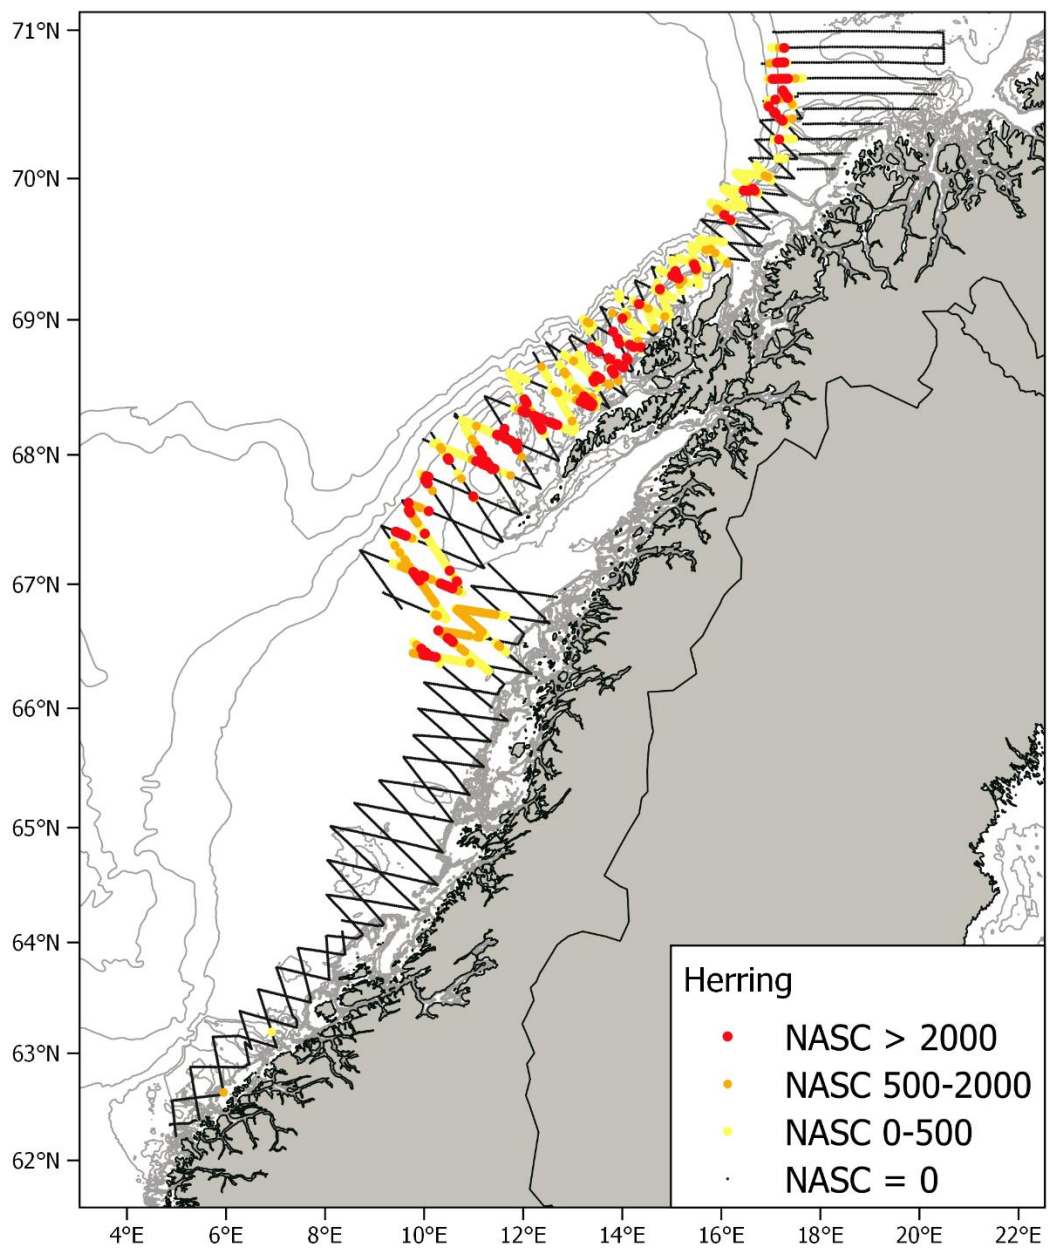 71°N
70°N
69°N
68°N
67°N
66°N
65°N
64°N
63°N
62°N
Herring
NASC > 2000
NASC 500-2000
NASC 0-500
NASC = 0
4°E 6°E 8°E 10°E 12°E 14°E 16°E 18°E 20°E 22°E